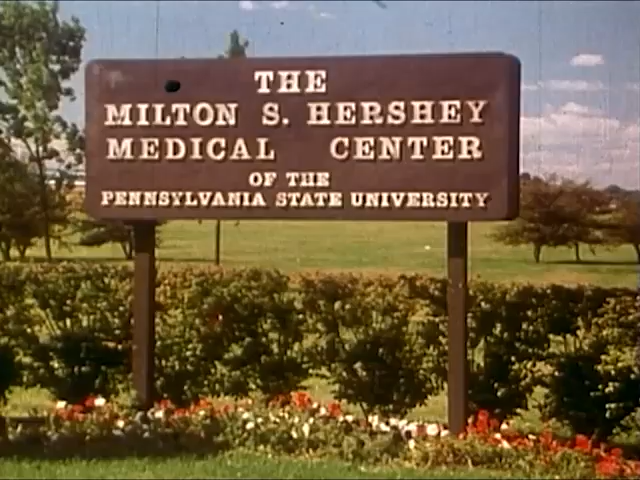 THE
MILTON S. HERSHEY
MEDICAL CENTER
OF THE
PENNSYLVANIA STATE UNIVERSITY